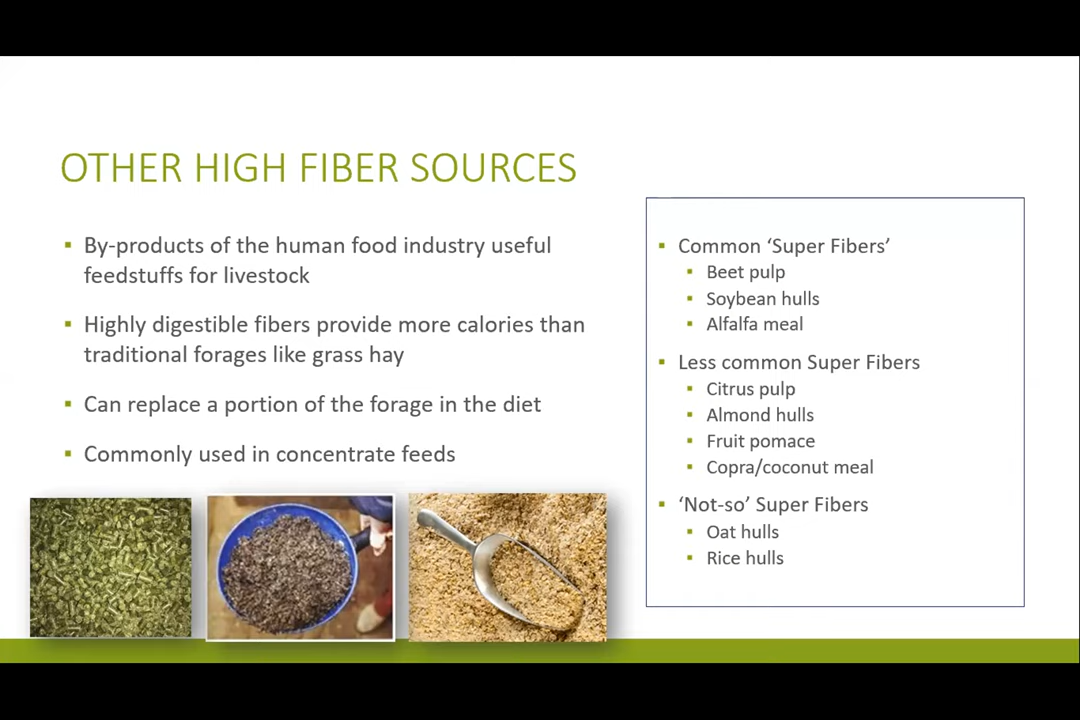 OTHER HIGH FIBER SOURCES
▪ By-products of the human food industry useful
feedstuffs for livestock
▪ Highly digestible fibers provide more calories than
traditional forages like grass hay
▪ Can replace a portion of the forage in the diet
▪ Commonly used in concentrate feeds
▪ Common ‘Super Fibers’
▪ Beet pulp
▪ Soybean hulls
▪ Alfalfa meal
▪ Less common Super Fibers
▪ Citrus pulp
▪ Almond hulls
▪ Fruit pomace
▪ Copra/coconut meal
▪ ‘Not-so’ Super Fibers
▪ Oat hulls
▪ Rice hulls